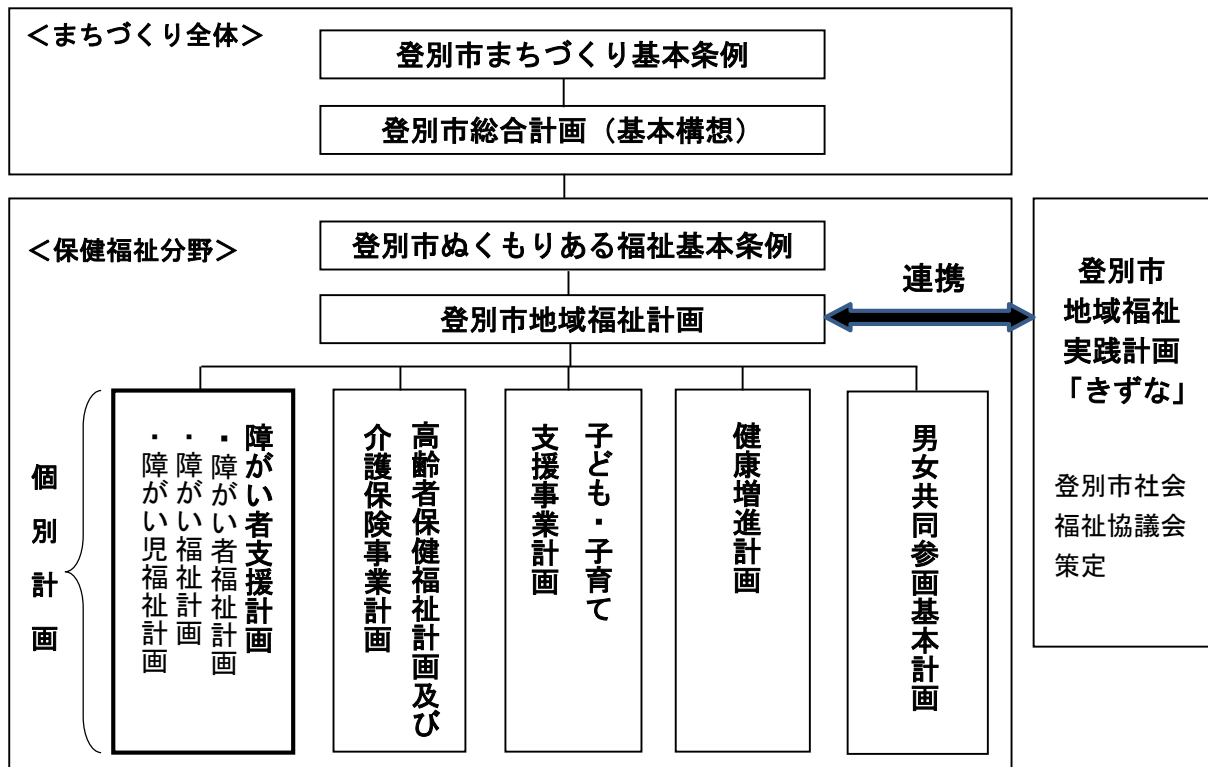 ＜まちづくり全体＞
登別市まちづくり基本条例
登別市総合計画（基本構想）
＜保健福祉分野＞
登別市ぬくもりある福祉基本条例
登別市地域福祉計画
連携
登別市
地域福祉
実践計画
「きずな」
登別市社会
福祉協議会
策定
個別計画
障がい者支援計画
・障がい者福祉計画
・障がい福祉計画
・障がい児福祉計画
高齢者保健福祉計画及び
介護保険事業計画
子ども・子育て
支援事業計画
健康増進計画
男女共同参画基本計画